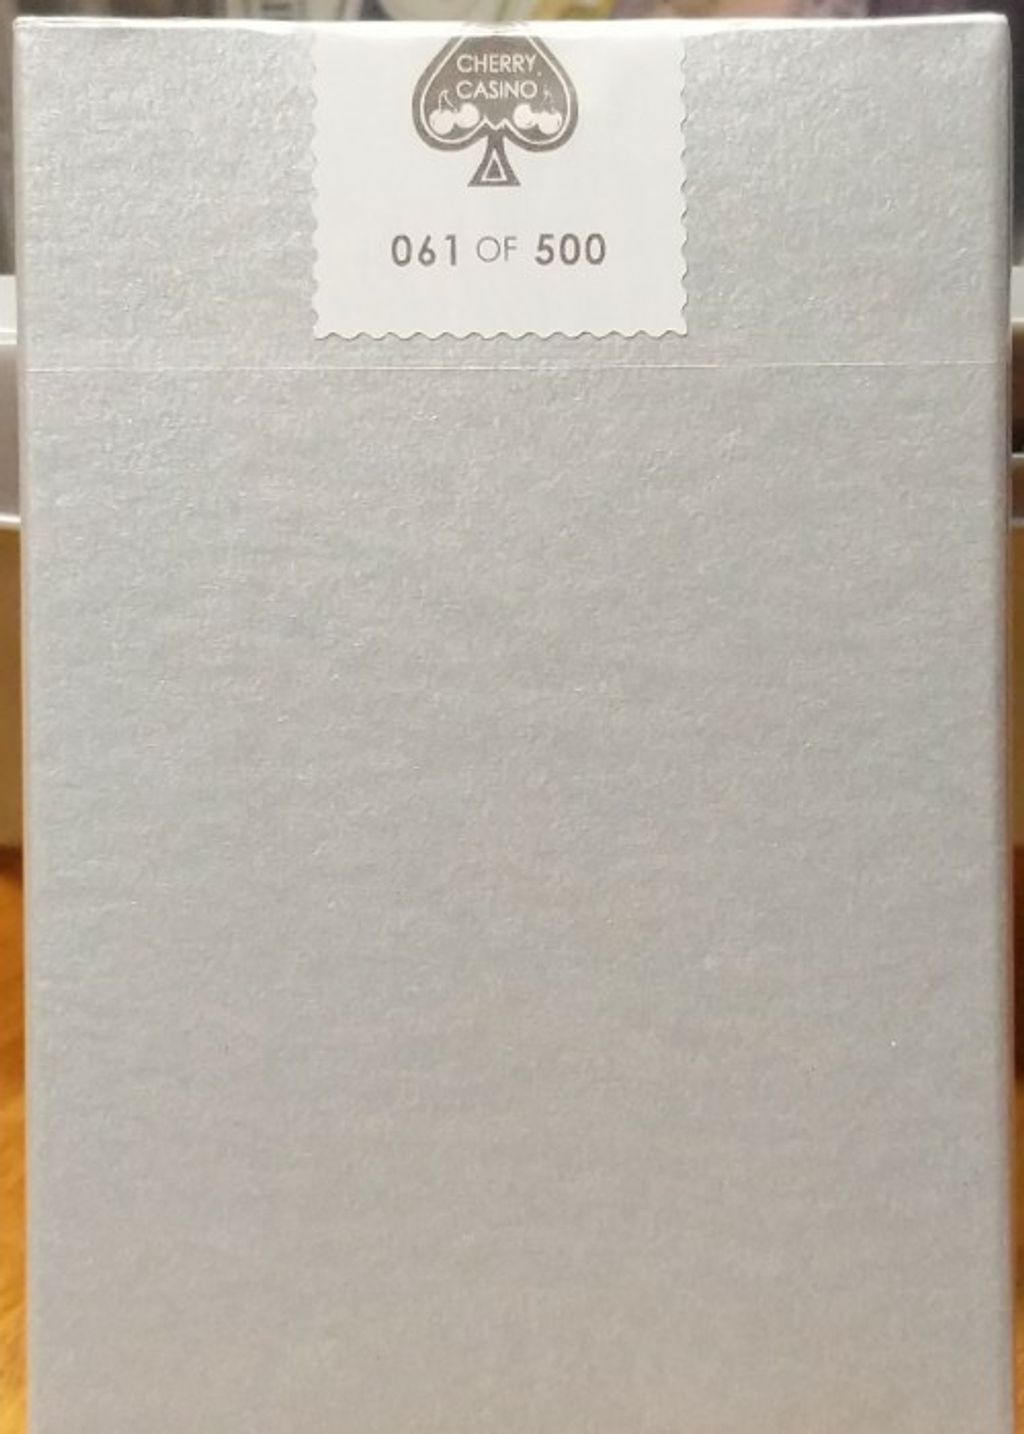 CHERRY
CASINO
061 OF 500